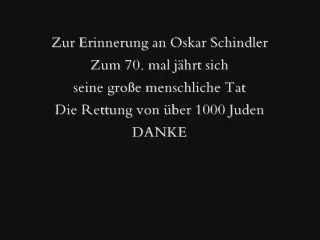 Zur Erinnerung an Oskar Schindler
Zum 70. mal jährt sich
seine große menschliche Tat
Die Rettung von über 1000 Juden
DANKE